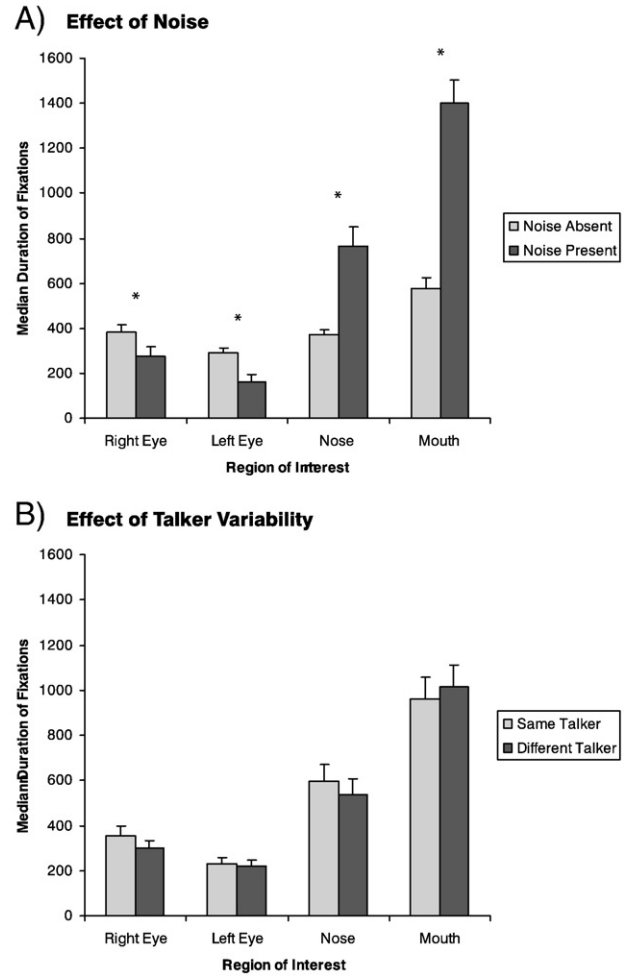 A) Effect of Noise
1600
*
1400
1200
*
1000
Median Duration of Fixations
Noise Absent
800
Noise Present
600
*
*
400
200
0
Right Eye Left Eye Nose Mouth
Region of Interest
B) Effect of Talker Variability
1600
1400
1200
1000
Median Duration of Fixations
Same Talker
800
Different Talker
600
400
200
0
Right Eye Left Eye Nose Mouth
Region of Interest